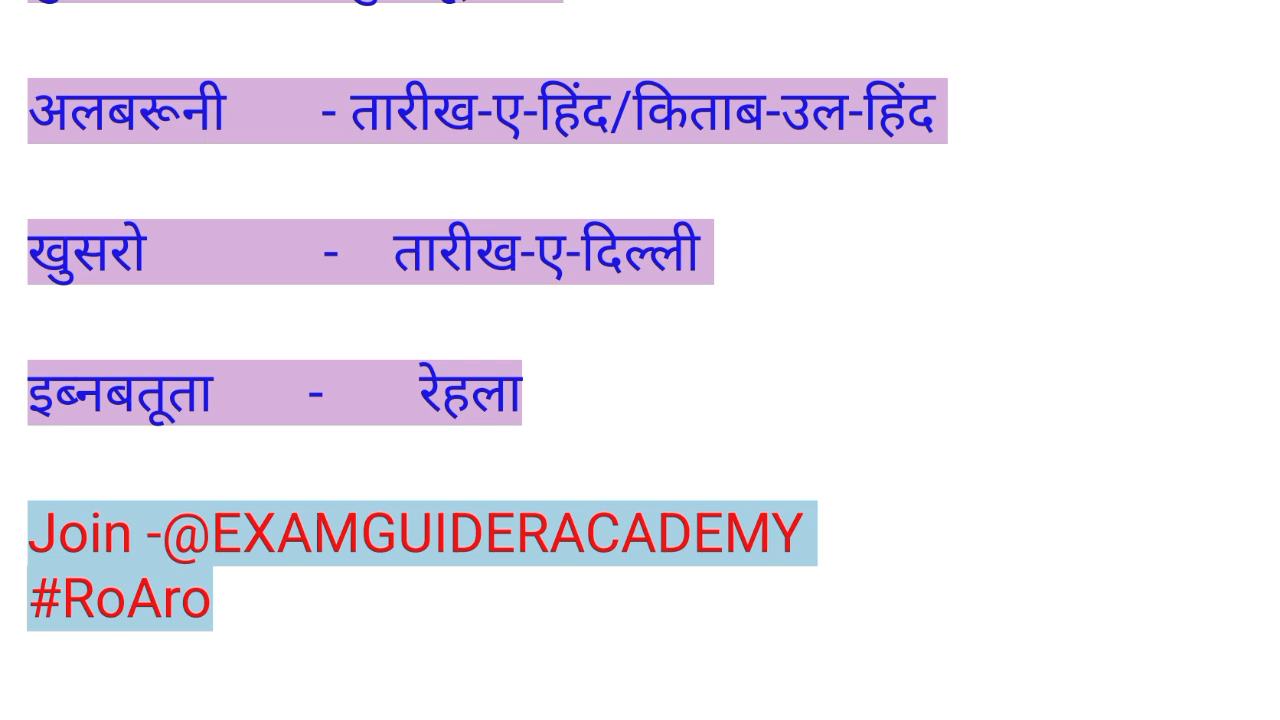 अलबरूनी - तारीख-ए-हिंद/किताब-उल-हिंद
खुसरो - तारीख-ए-दिल्ली
इब्नबतूता - रेहला
Join -@EXAMGUIDERACADEMY
#RoAro